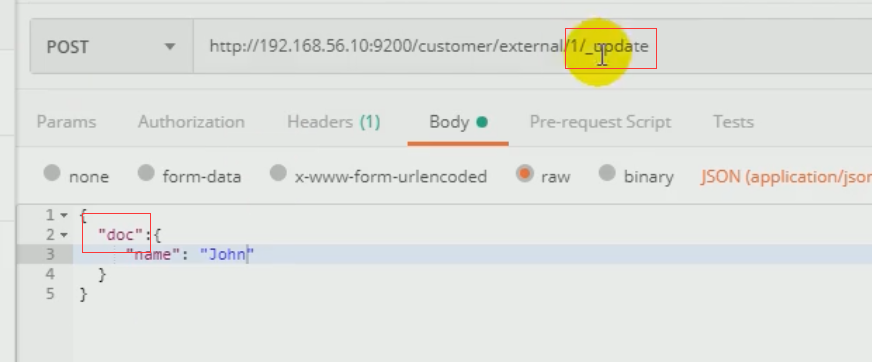 POST http://192.168.56.10:9200/customer/external/1/_update
Params Authorization Headers (1) Body Pre-request Script Tests
none form-data x-www-form-urlencoded raw binary JSON (application/json
1 {
2 "doc":{
3 "name": "John"
4 }
5 }